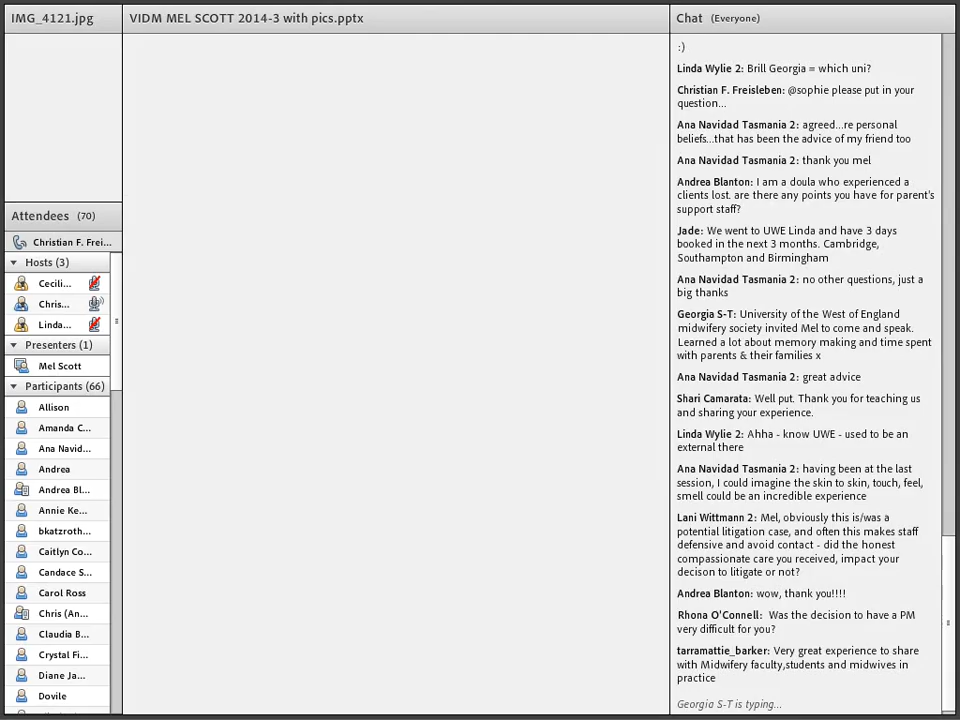 IMG_4121.jpg
VIDM MEL SCOTT 2014-3 with pics.pptx
Chat (Everyone)
Attendees (70)
Christian F. Frei...
Hosts (3)
Cecili...
Chris...
Linda...
Presenters (1)
Mel Scott
Participants (66)
Allison
Amanda C...
Ana Navid...
Andrea
Andrea Bl...
Annie Ke...
bkatzroth...
Caitlyn Co...
Candace S...
Carol Ross
Chris (An...
Claudia B...
Crystal Fi...
Diane Ja...
Dovile
:)
Linda Wylie 2: Brill Georgia = which uni?
Christian F. Freisleben: @sophie please put in your
question...
Ana Navidad Tasmania 2: agreed...re personal
beliefs...that has been the advice of my friend too
Ana Navidad Tasmania 2: thank you mel
Andrea Blanton: I am a doula who experienced a
clients lost. are there any points you have for parent's
support staff?
Jade: We went to UWE Linda and have 3 days
booked in the next 3 months. Cambridge,
Southampton and Birmingham
Ana Navidad Tasmania 2: no other questions, just a
big thanks
Georgia S-T: University of the West of England
midwifery society invited Mel to come and speak.
Learned a lot about memory making and time spent
with parents & their families x
Ana Navidad Tasmania 2: great advice
Shari Camarata: Well put. Thank you for teaching us
and sharing your experience.
Linda Wylie 2: Ahha - know UWE - used to be an
external there
Ana Navidad Tasmania 2: having been at the last
session, I could imagine the skin to skin, touch, feel,
smell could be an incredible experience
Lani Wittmann 2: Mel, obviously this is/was a
potential litigation case, and often this makes staff
defensive and avoid contact - did the honest
compassionate care you received, impact your
decison to litigate or not?
Andrea Blanton: wow, thank you!!!!
Rhona O'Connell: Was the decision to have a PM
very difficult for you?
tarramattie_barker: Very great experience to share
with Midwifery faculty,students and midwives in
practice
Georgia S-T is typing...